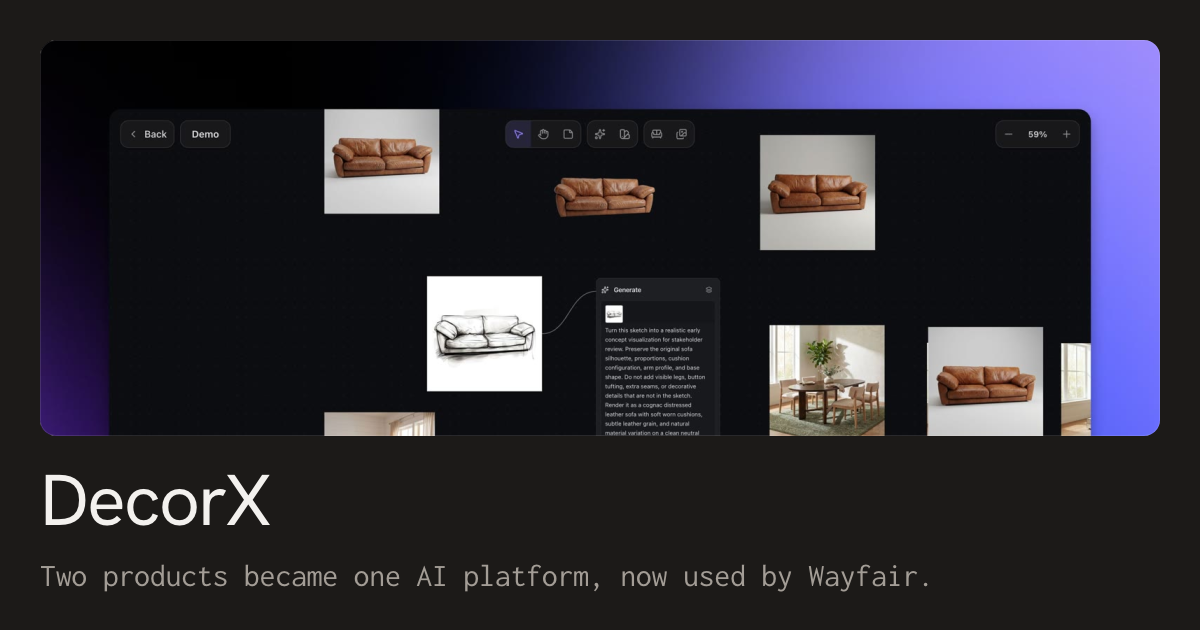 Back
Demo
59%
Generate
Turn this sketch into a realistic early
concept visualization for stakeholder
review. Preserve the original sofa
silhouette, proportions, cushion
configuration, arm profile, and base
shape. Do not add visible legs, button
tufting, extra seams, or decorative
details that are not in the sketch.
Render it as a cognac distressed
leather sofa with soft worn cushions,
subtle leather grain, and natural
material variation on a clean neutral
DecorX
Two products became one AI platform, now used by Wayfair.